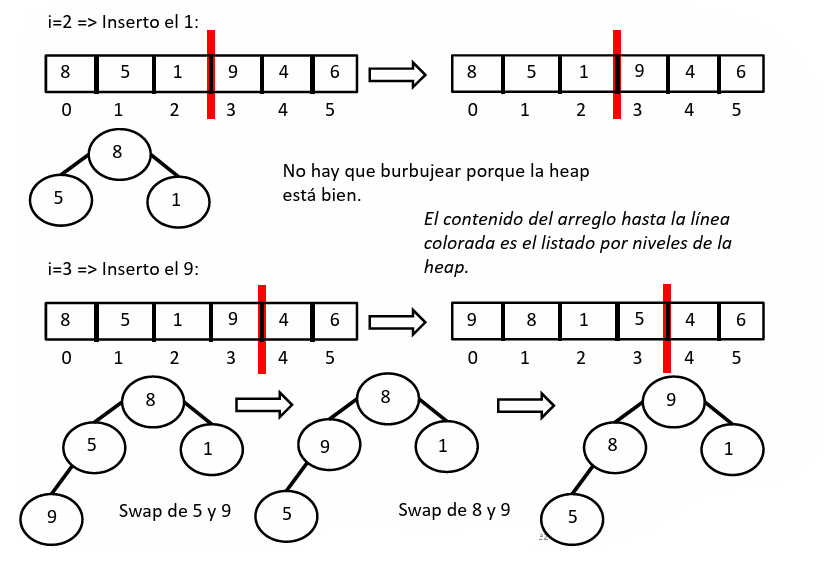 i=2 => Inserto el 1:
8 5 1 9 4 6
8 5 1 9 4 6
0 1 2 3 4 5
0 1 2 3 4 5
8
5 1
No hay que burbujear porque la heap
está bien.
El contenido del arreglo hasta la línea
colorada es el listado por niveles de la
heap.
i=3 => Inserto el 9:
8 5 1 9 4 6
9 8 1 5 4 6
0 1 2 3 4 5
0 1 2 3 4 5
8
5 1
9
Swap de 5 y 9
8
9 1
5
Swap de 8 y 9
9
8 1
5